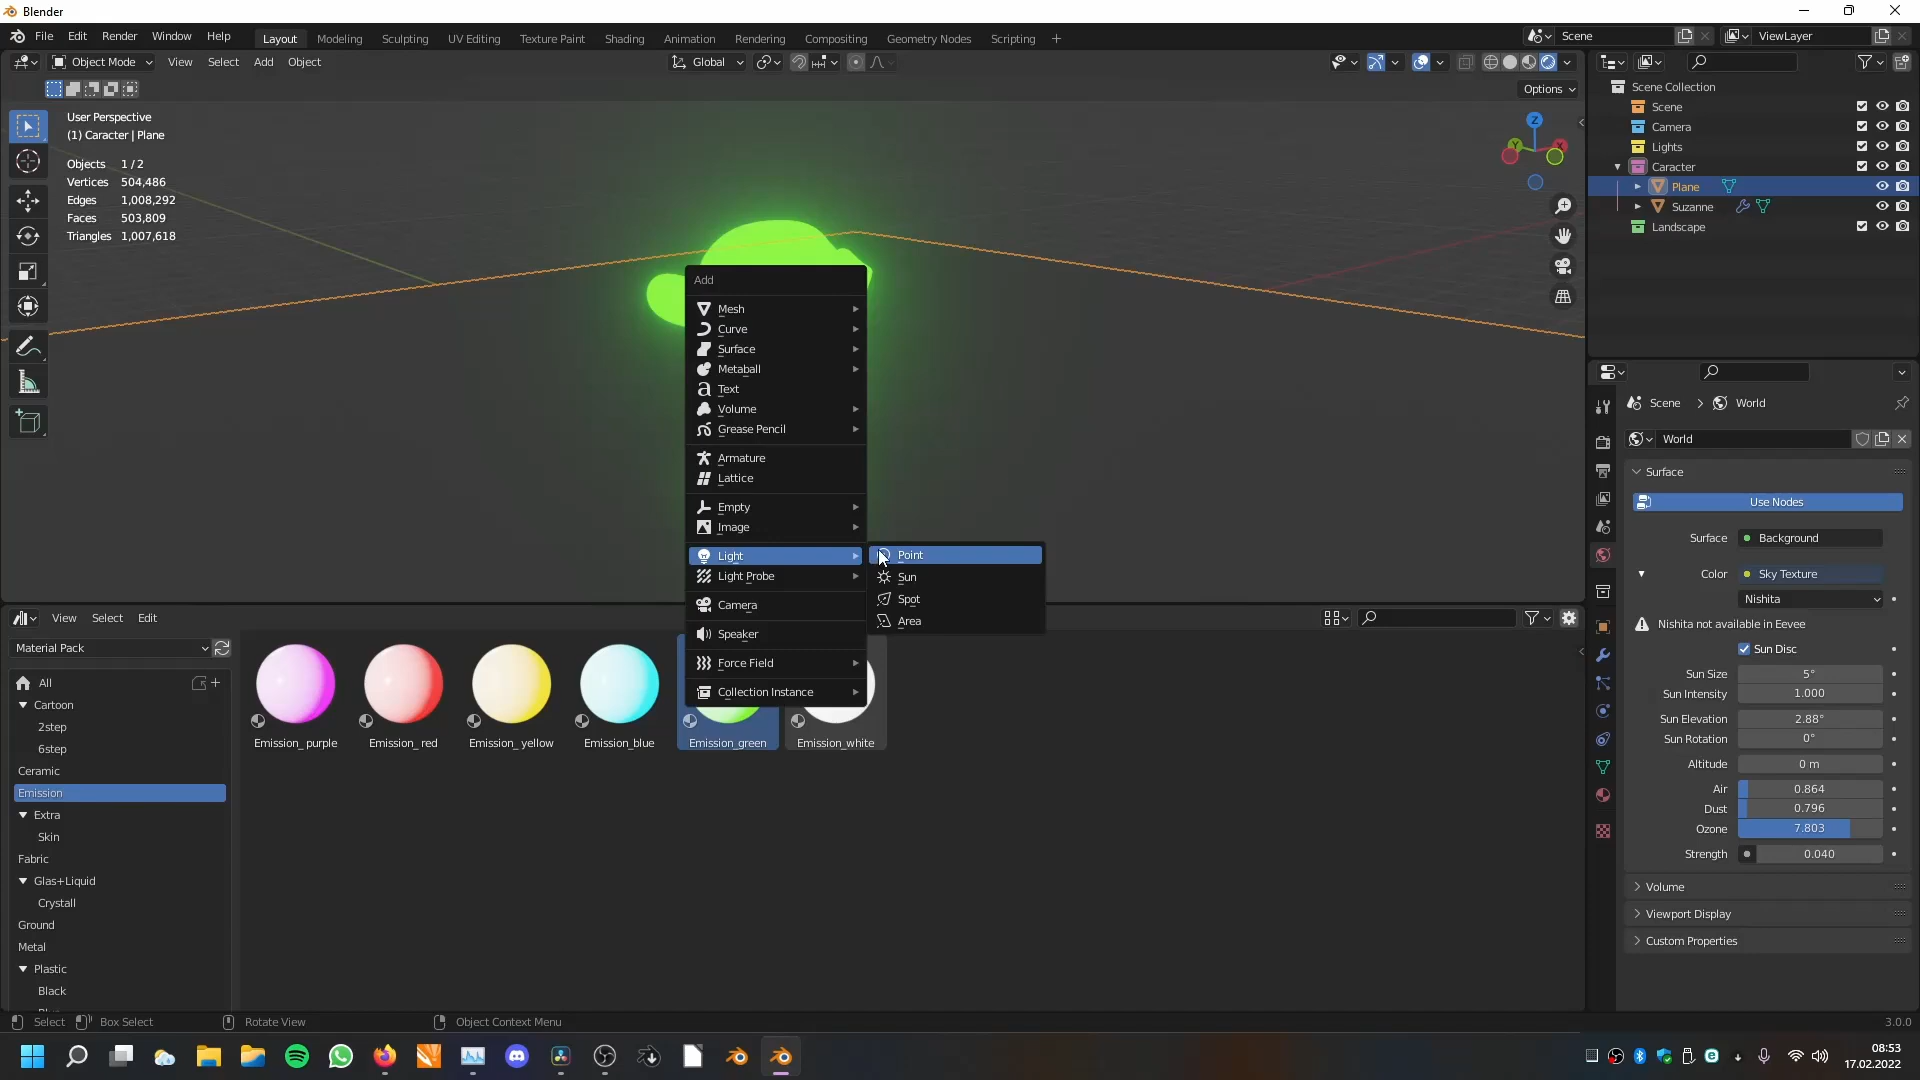 Blender
File Edit Render Window Help
Layout Modeling Sculpting UV Editing Texture Paint Shading Animation Rendering Compositing Geometry Nodes Scripting +
Scene
ViewLayer
Object Mode View Select Add Object
Global
Options
User Perspective
(1) Caracter | Plane
Objects 1/2
Vertices 504,486
Edges 1,008,292
Faces 503,809
Triangles 1,007,618
Z
Y
X
Scene Collection
Scene
Camera
Lights
Caracter
Plane
Suzanne
Landscape
Add
Mesh
Curve
Surface
Metaball
Text
Volume
Grease Pencil
Armature
Lattice
Empty
Image
Light
Light Probe
Camera
Speaker
Force Field
Collection Instance
Point
Sun
Spot
Area
Scene > World
World
Surface
Use Nodes
Surface Background
Color Sky Texture
Nishita
Nishita not available in Eevee
Sun Disc
Sun Size 5°
Sun Intensity 1.000
Sun Elevation 2.88°
Sun Rotation 0°
Altitude 0 m
Air 0.864
Dust 0.796
Ozone 7.803
Strength 0.040
Volume
Viewport Display
Custom Properties
View Select Edit
Material Pack
All
Cartoon
2step
6step
Ceramic
Emission
Extra
Skin
Fabric
Glas+Liquid
Crystall
Ground
Metal
Plastic
Black
Emission_ purple
Emission_ red
Emission_ yellow
Emission_blue
Emission_green
Emission_white
Select Box Select Rotate View Object Context Menu
3.0.0
08:53
17.02.2022